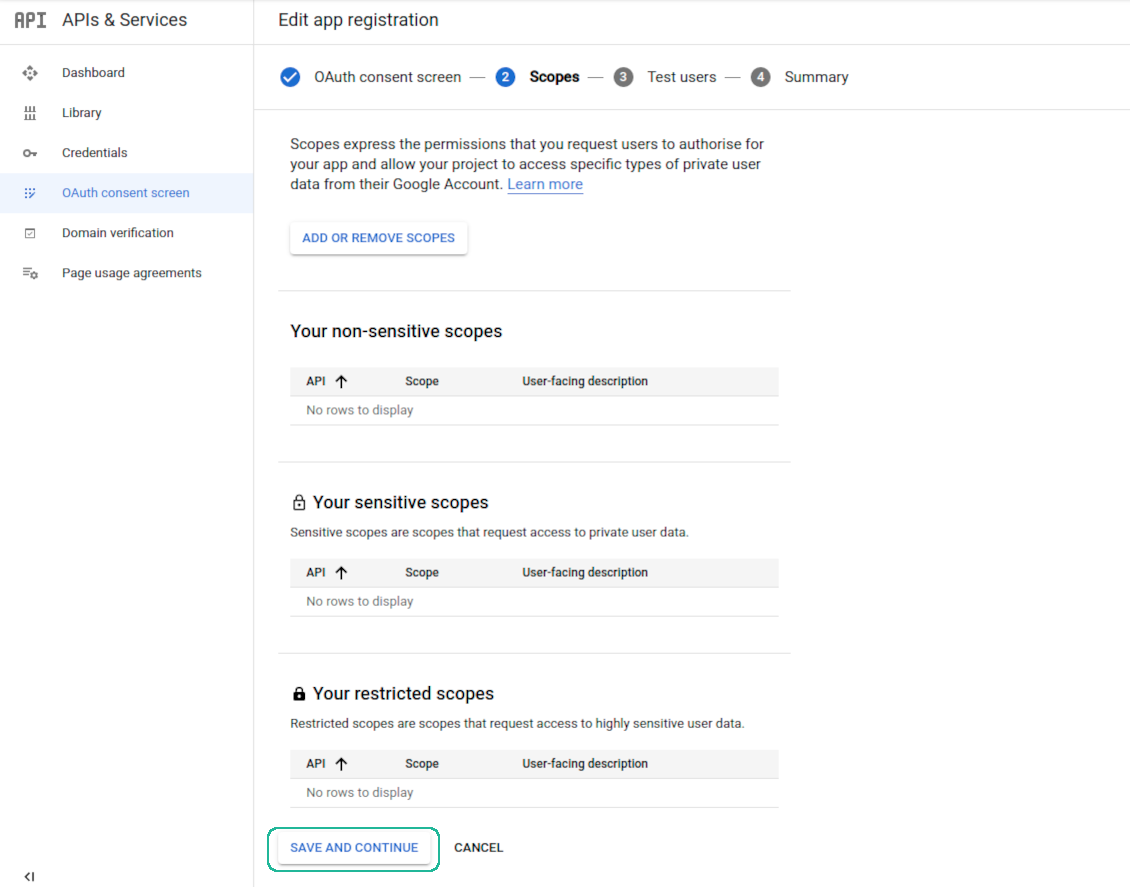 API APIs & Services
Edit app registration
Dashboard
Library
Credentials
OAuth consent screen
Domain verification
Page usage agreements
OAuth consent screen — 2 Scopes — 3 Test users — 4 Summary
Scopes express the permissions that you request users to authorise for
your app and allow your project to access specific types of private user
data from their Google Account. Learn more
ADD OR REMOVE SCOPES
Your non-sensitive scopes
API Scope User-facing description
No rows to display
Your sensitive scopes
Sensitive scopes are scopes that request access to private user data.
API Scope User-facing description
No rows to display
Your restricted scopes
Restricted scopes are scopes that request access to highly sensitive user data.
API Scope User-facing description
No rows to display
SAVE AND CONTINUE CANCEL